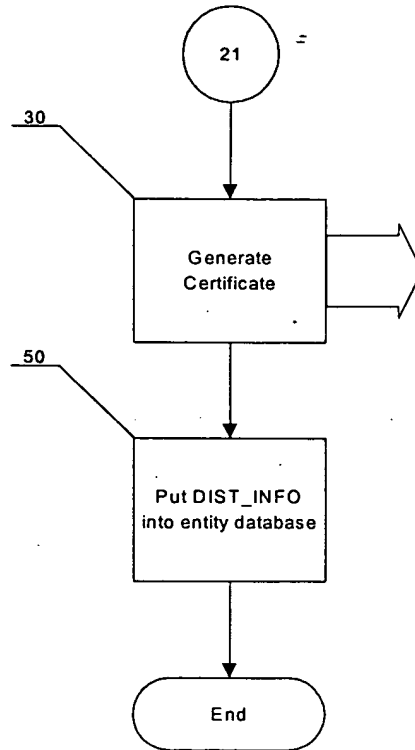 21
30
Generate
Certificate
50
Put DIST_INFO
into entity database
End